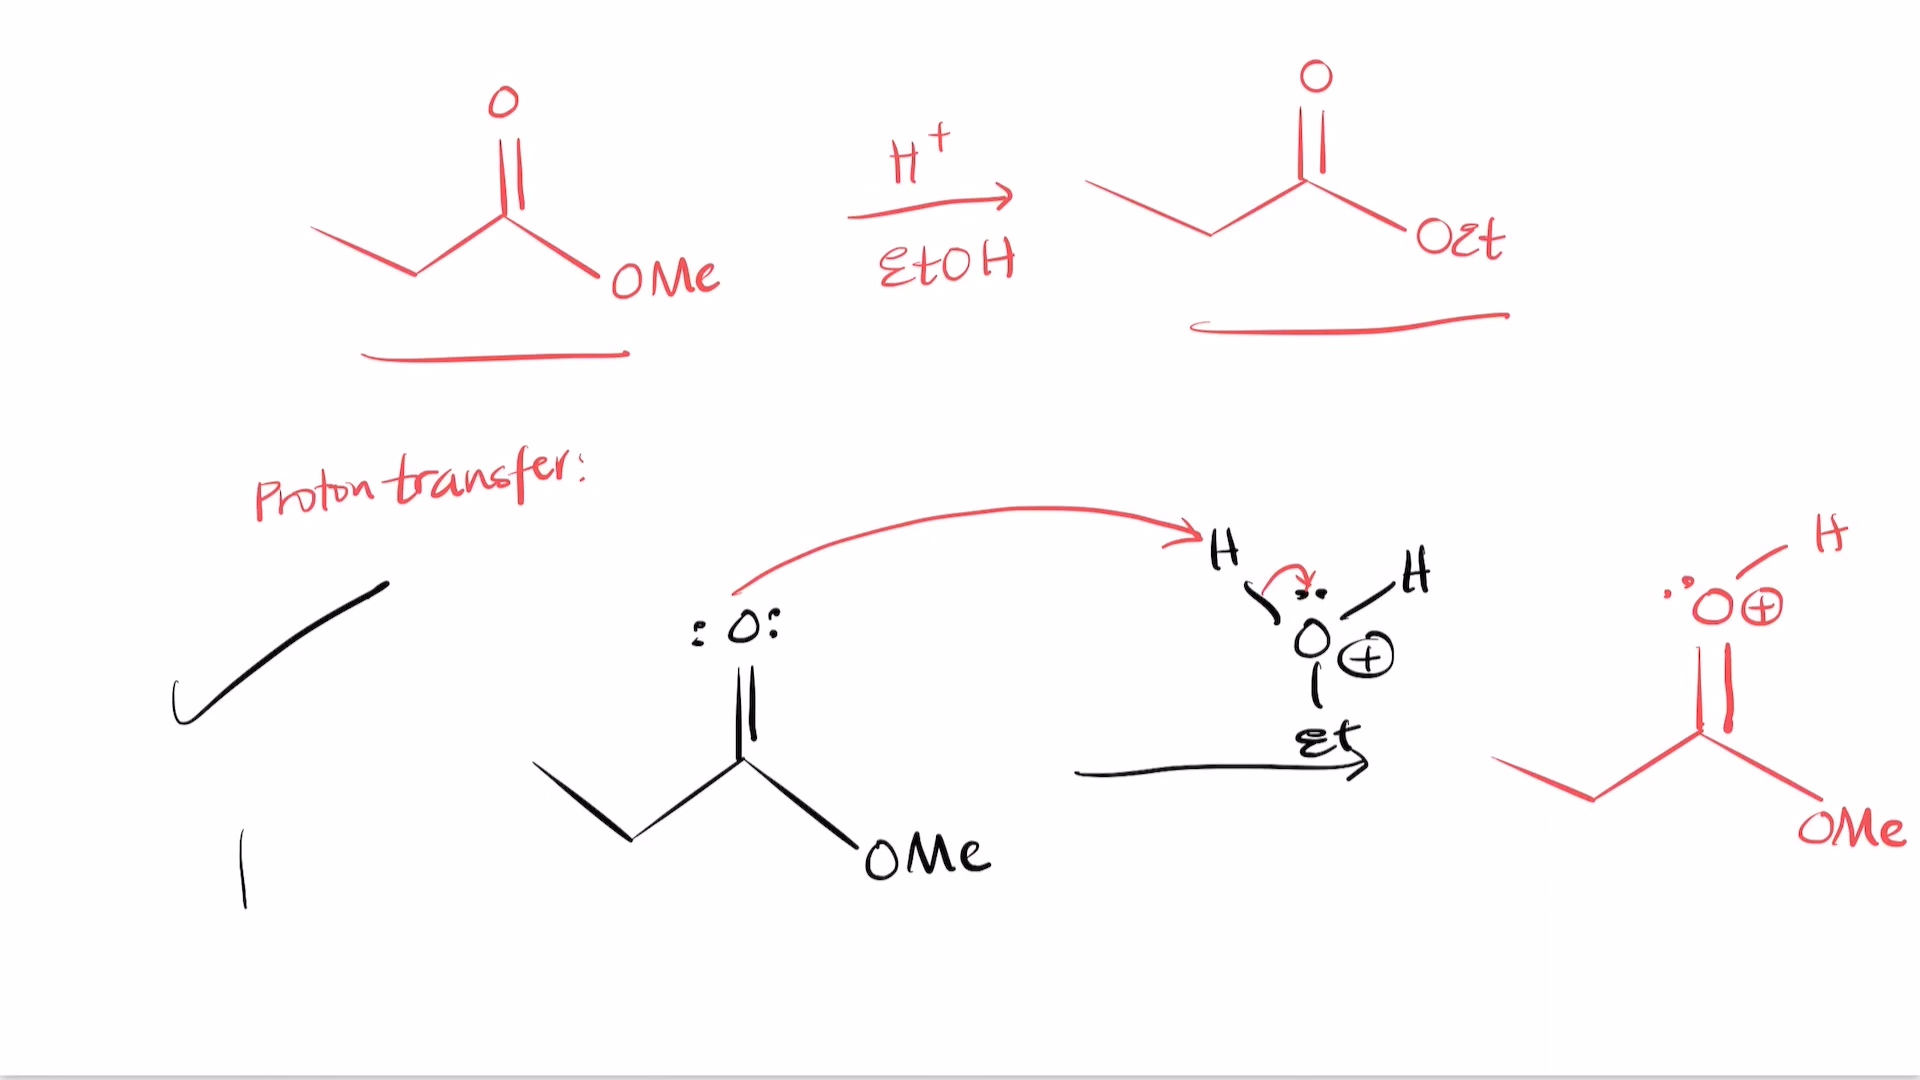 O
OMe
H⁺
EtOH
O
OEt
Proton transfer:
:O:
OMe
H
H
O ⊕
Et
H
O ⊕
OMe